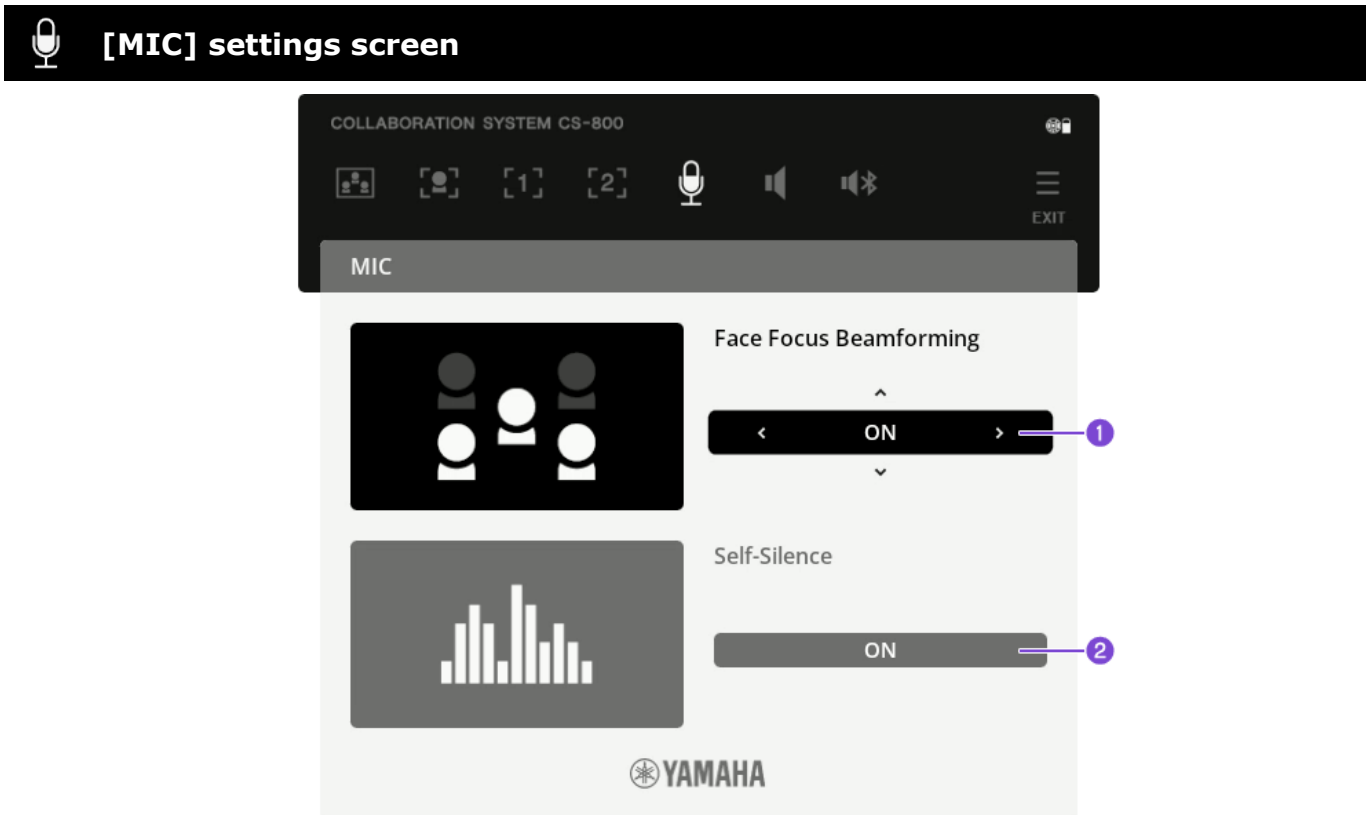 [MIC] settings screen
COLLABORATION SYSTEM CS-800
[1] [2]
EXIT
MIC
Face Focus Beamforming
ON
1
Self-Silence
ON
2
YAMAHA